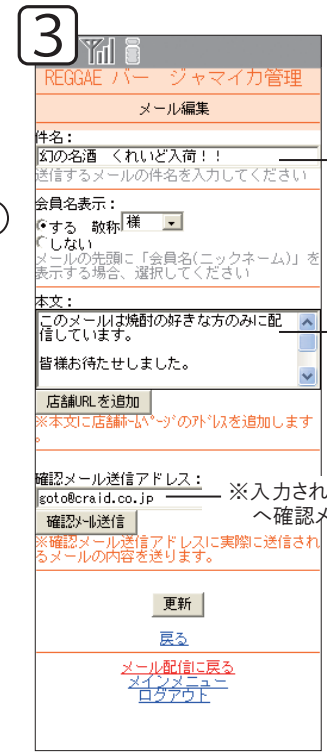 3
REGGAE バー ジャマイカ管理
メール編集
件名：
幻の名酒 くれいど入荷！！
送信するメールの件名を入力してください
会員名表示：
する 敬称 様
しない
メールの先頭に「会員名(ニックネーム)」を
表示する場合、選択してください
本文：
このメールは焼酎の好きな方のみに配
信しています。
皆様お待たせしました。
店舗URLを追加
※本文に店舗ﾎｰﾑﾍﾟｰｼﾞのｱﾄﾞﾚｽを追加します
。
確認メール送信アドレス：
goto@craid.co.jp
※入力され
へ確認メ
確認ﾒｰﾙ送信
※確認メール送信アドレスに実際に送信され
るメールの内容を送ります。
更新
戻る
メール配信に戻る
メインメニュー
ログアウト